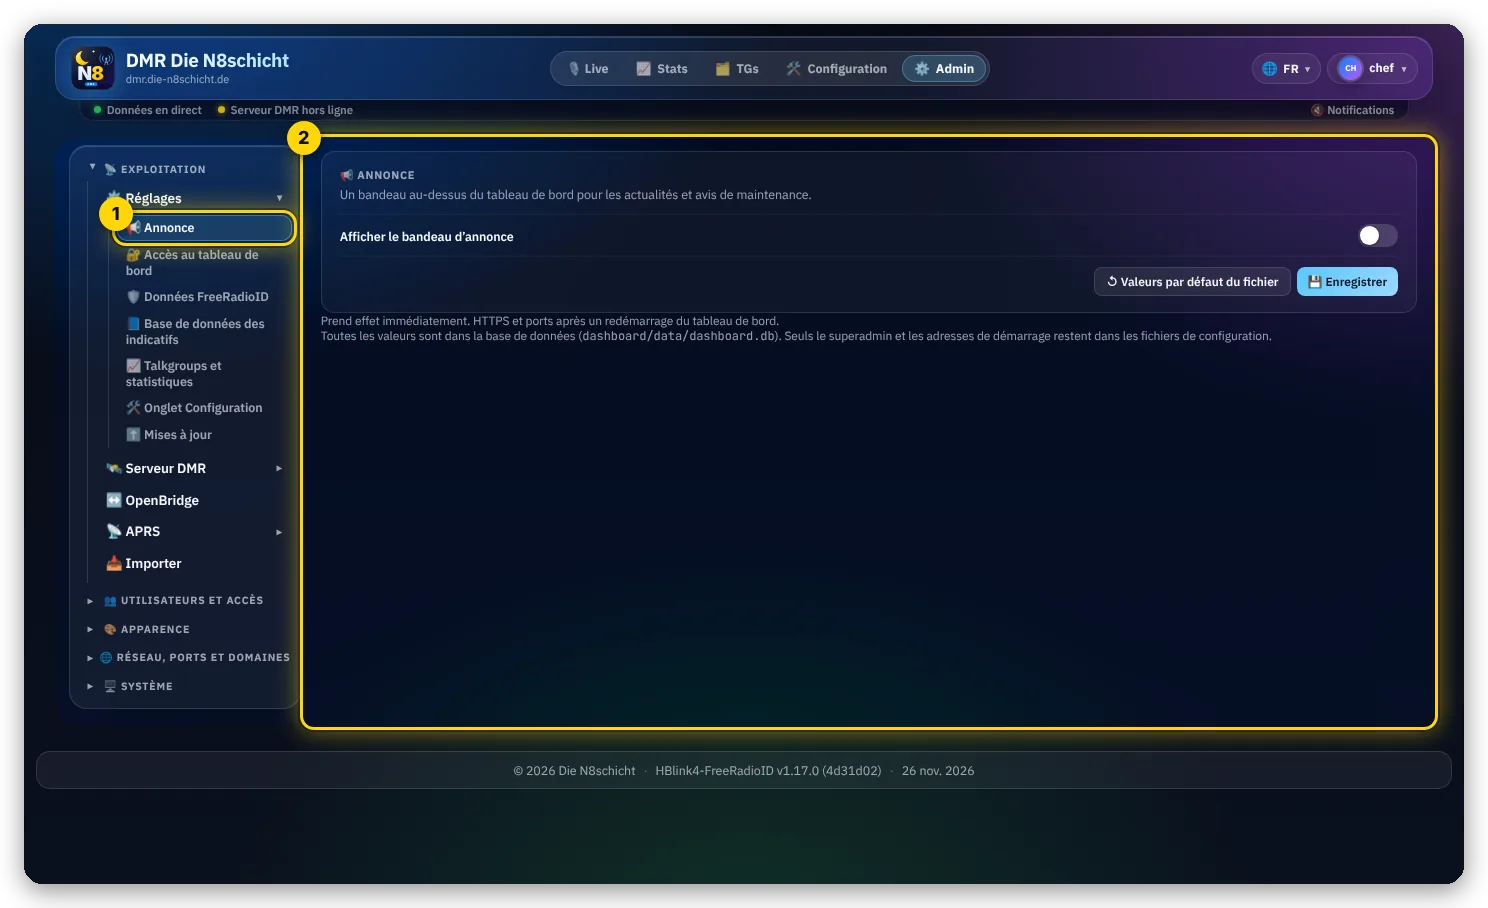 DMR Die N8schicht
dmr.die-n8schicht.de
N8
Live
Stats
TGs
Configuration
Admin
FR
CH
chef
Données en direct
Serveur DMR hors ligne
Notifications
1
2
EXPLOITATION
Réglages
Annonce
Accès au tableau de
bord
Données FreeRadioID
Base de données des
indicatifs
Talkgroups et
statistiques
Onglet Configuration
Mises à jour
Serveur DMR
OpenBridge
APRS
Importer
UTILISATEURS ET ACCÈS
APPARENCE
RÉSEAU, PORTS ET DOMAINES
SYSTÈME
ANNONCE
Un bandeau au-dessus du tableau de bord pour les actualités et avis de maintenance.
Afficher le bandeau d’annonce
Valeurs par défaut du fichier
Enregistrer
Prend effet immédiatement. HTTPS et ports après un redémarrage du tableau de bord.
Toutes les valeurs sont dans la base de données (dashboard/data/dashboard.db). Seuls le superadmin et les adresses de démarrage restent dans les fichiers de configuration.
© 2026 Die N8schicht · HBlink4-FreeRadioID v1.17.0 (4d31d02) · 26 nov. 2026